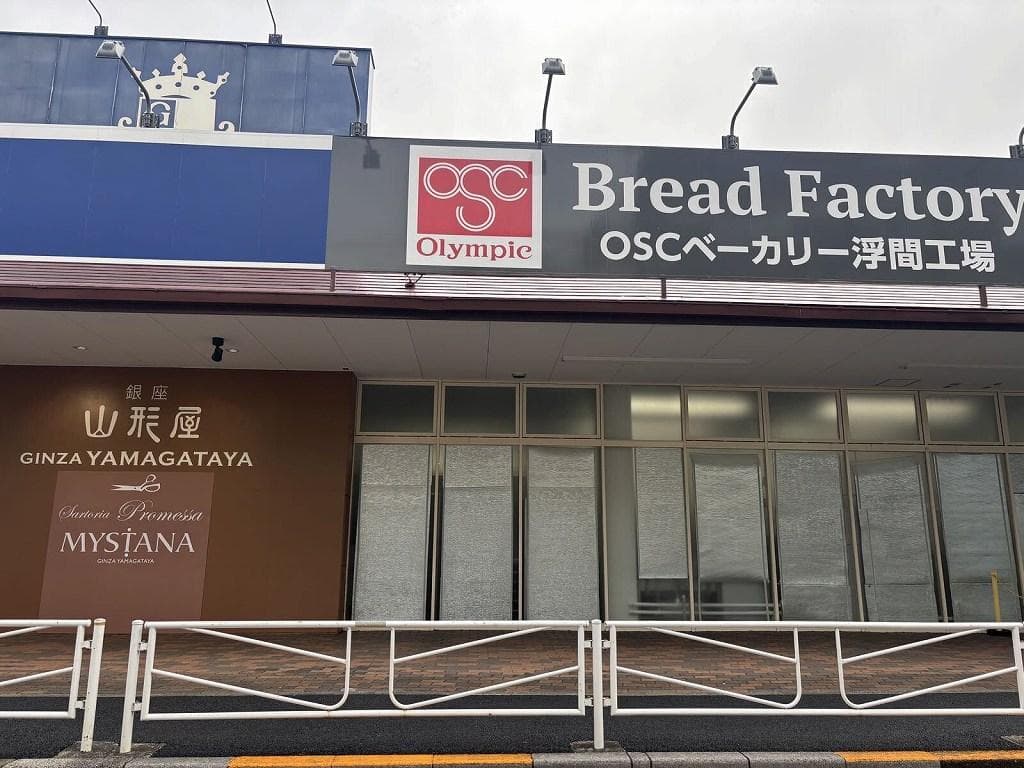 G
OSC
Olympic
Bread Factory
OSCベーカリー浮間工場
銀座
山形屋
GINZA YAMAGATAYA
Sartoria Promessa
MYSTANA
GINZA YAMAGATAYA